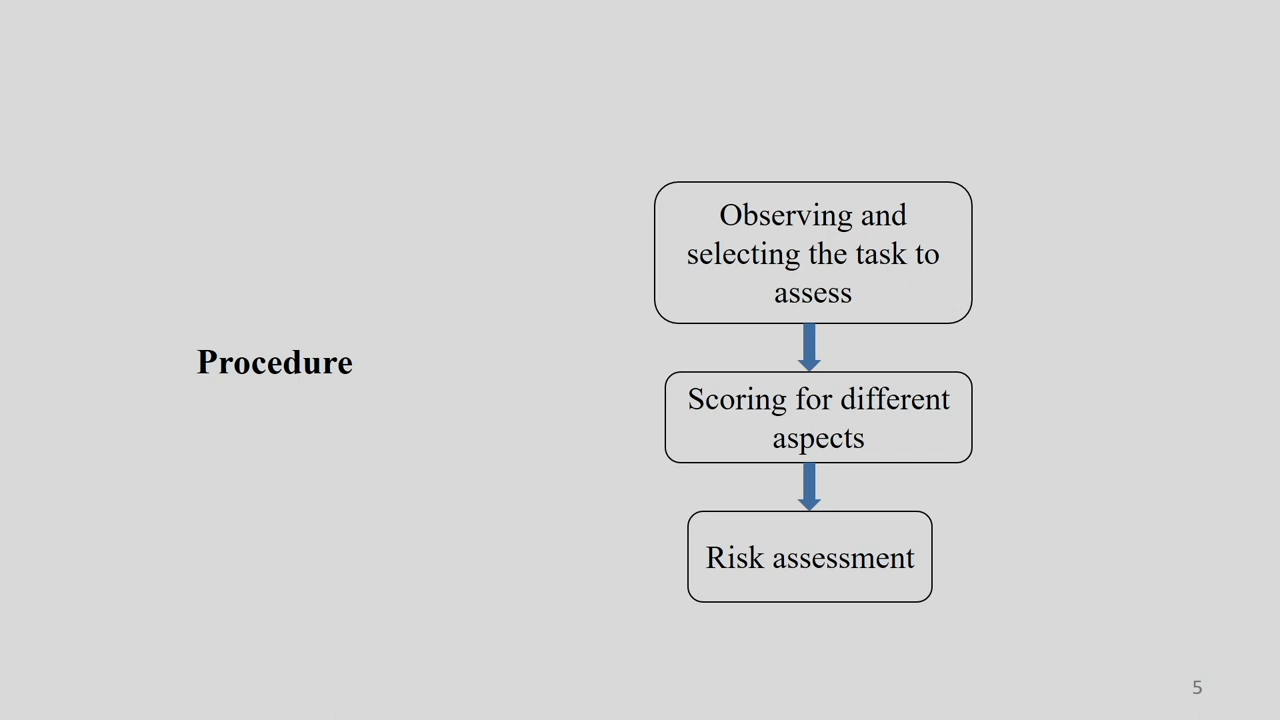 Procedure
Observing and
selecting the task to
assess
Scoring for different
aspects
Risk assessment
5